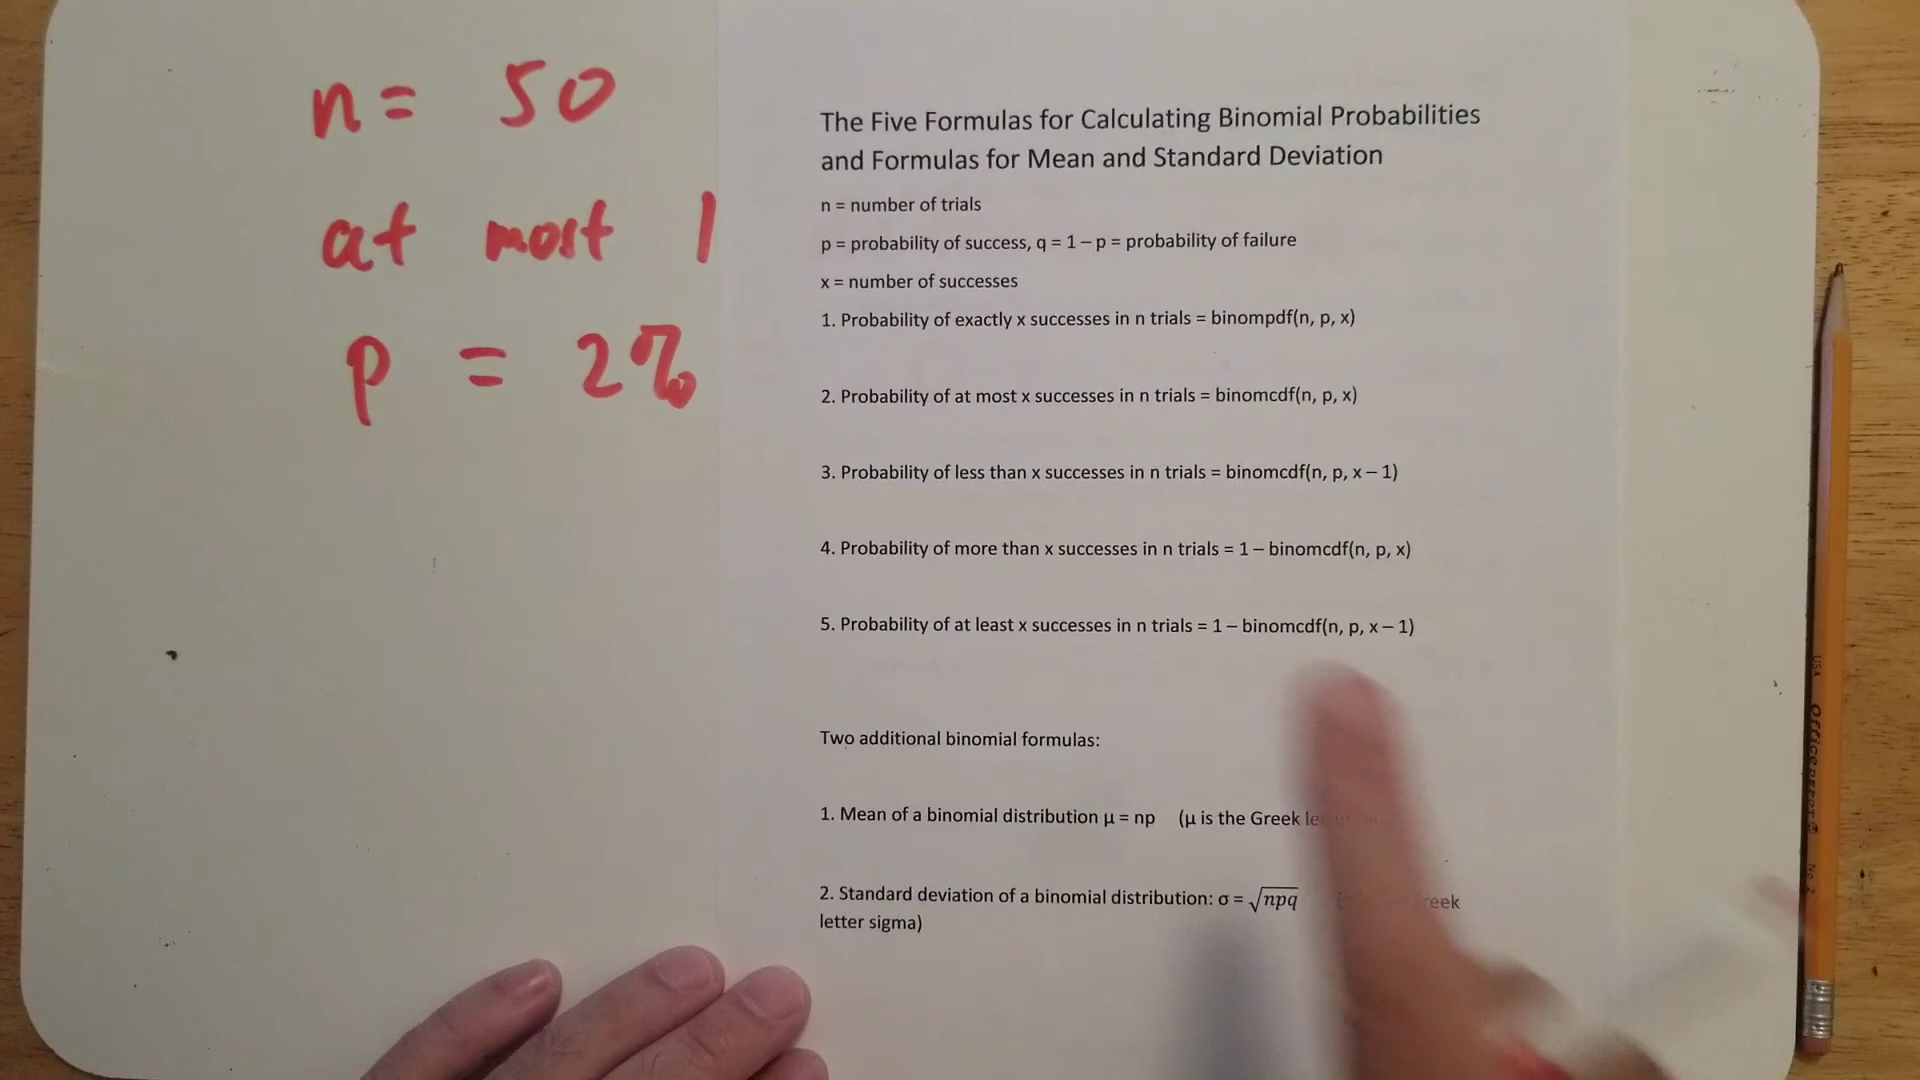 n = 50
at most 1
p = 2%
The Five Formulas for Calculating Binomial Probabilities
and Formulas for Mean and Standard Deviation
n = number of trials
p = probability of success, q = 1 – p = probability of failure
x = number of successes
1. Probability of exactly x successes in n trials = binompdf(n, p, x)
2. Probability of at most x successes in n trials = binomcdf(n, p, x)
3. Probability of less than x successes in n trials = binomcdf(n, p, x – 1)
4. Probability of more than x successes in n trials = 1 – binomcdf(n, p, x)
5. Probability of at least x successes in n trials = 1 – binomcdf(n, p, x – 1)
Two additional binomial formulas:
1. Mean of a binomial distribution μ = np (μ is the Greek
2. Standard deviation of a binomial distribution: σ = √npq
letter sigma)
USA OFFICE DEPOT ® No. 2